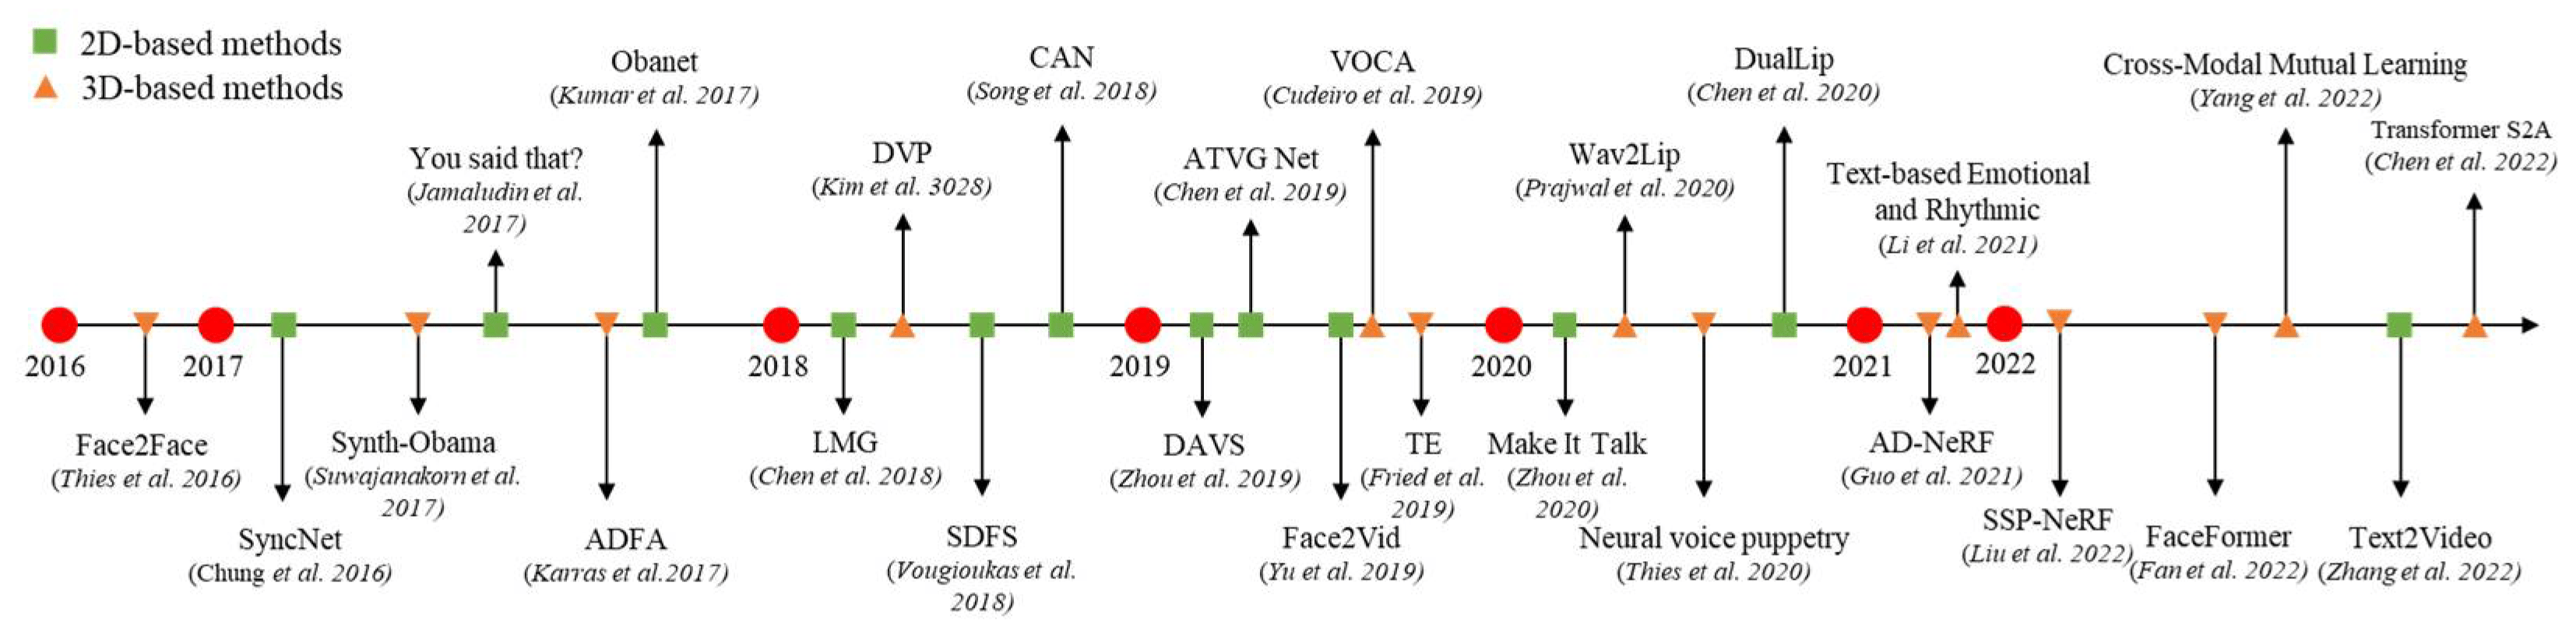 2D-based methods
3D-based methods
Obanet
(Kumar et al. 2017)
CAN
(Song et al. 2018)
VOCA
(Cudeiro et al. 2019)
DualLip
(Chen et al. 2020)
Cross-Modal Mutual Learning
(Yang et al. 2022)
You said that?
(Jamaludin et al.
2017)
DVP
(Kim et al. 3028)
ATVG Net
(Chen et al. 2019)
Wav2Lip
(Prajwal et al. 2020)
Text-based Emotional
and Rhythmic
(Li et al. 2021)
Transformer S2A
(Chen et al. 2022)
2016
2017
2018
2019
2020
2021
2022
Face2Face
(Thies et al. 2016)
Synth-Obama
(Suwajanakorn et al.
2017)
LMG
(Chen et al. 2018)
DAVS
(Zhou et al. 2019)
TE
(Fried et al.
2019)
Make It Talk
(Zhou et al.
2020)
AD-NeRF
(Guo et al. 2021)
SyncNet
(Chung et al. 2016)
ADFA
(Karras et al.2017)
SDFS
(Vougioukas et al.
2018)
Face2Vid
(Yu et al. 2019)
Neural voice puppetry
(Thies et al. 2020)
SSP-NeRF
(Liu et al. 2022)
FaceFormer
(Fan et al. 2022)
Text2Video
(Zhang et al. 2022)